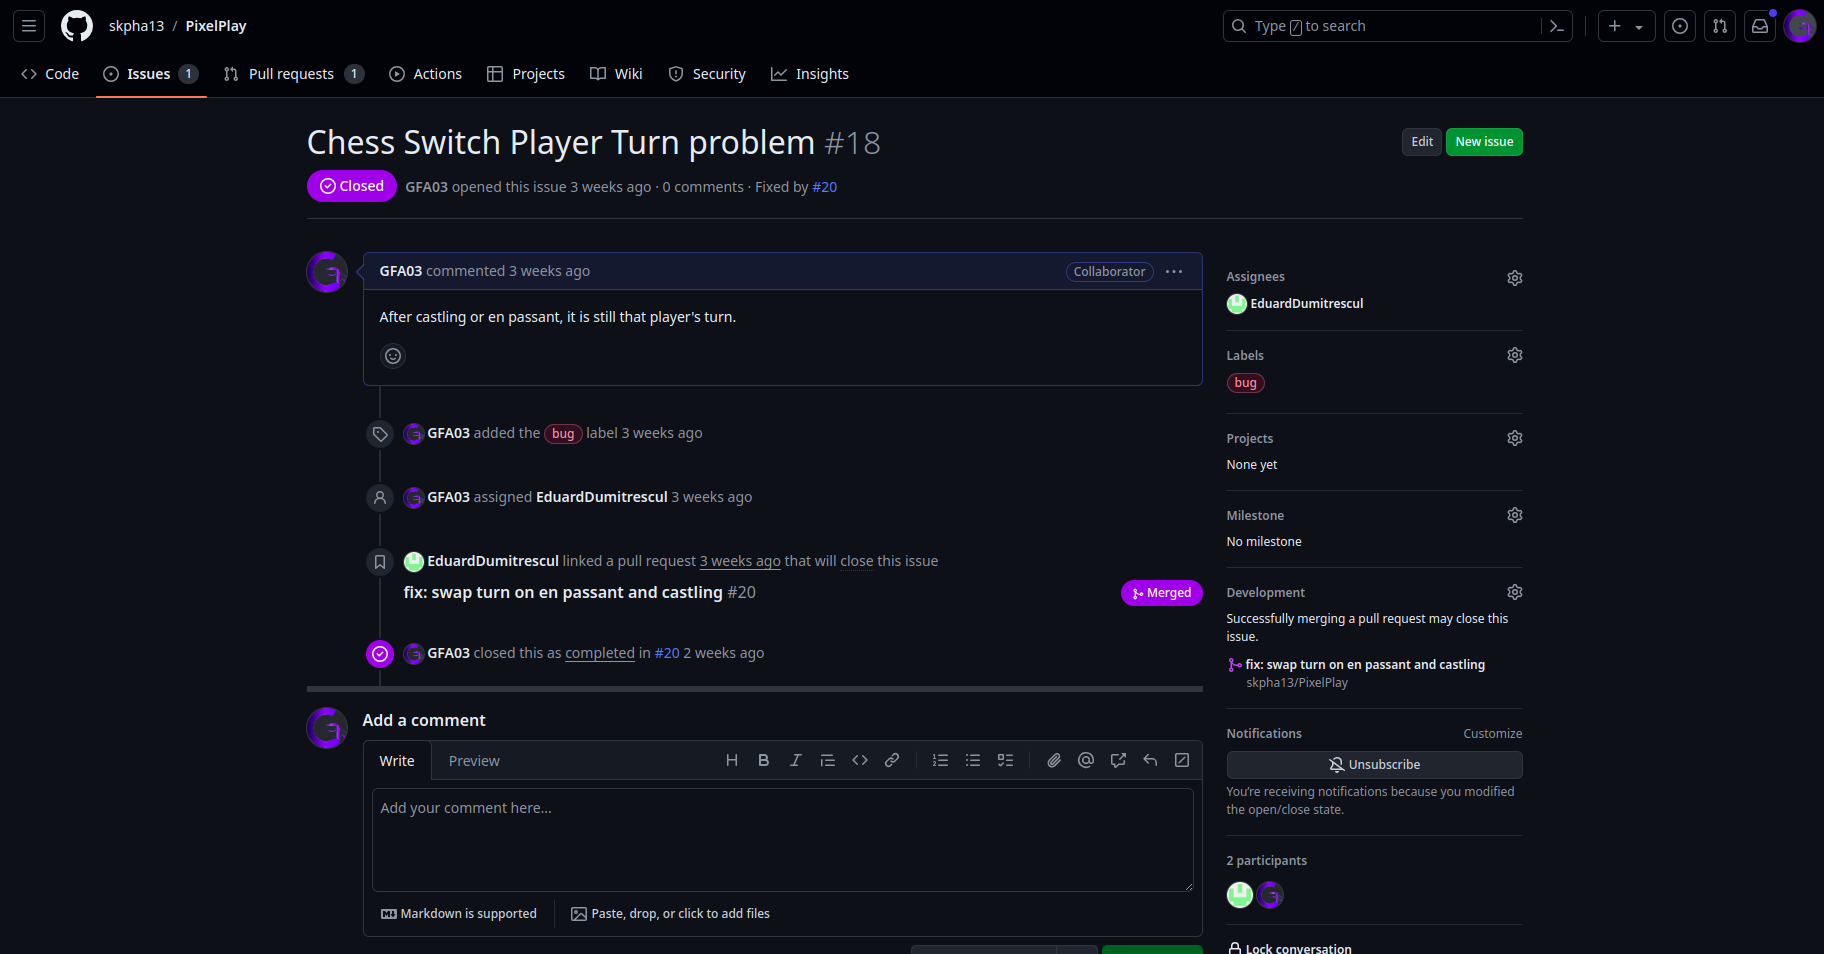 skpha13 / PixelPlay
Type / to search
Code
Issues 1
Pull requests 1
Actions
Projects
Wiki
Security
Insights
Chess Switch Player Turn problem #18
Edit
New issue
Closed
GFA03 opened this issue 3 weeks ago · 0 comments · Fixed by #20
GFA03 commented 3 weeks ago
Collaborator
After castling or en passant, it is still that player's turn.
GFA03 added the bug label 3 weeks ago
GFA03 assigned EduardDumitrescul 3 weeks ago
EduardDumitrescul linked a pull request 3 weeks ago that will close this issue
fix: swap turn on en passant and castling #20
Merged
GFA03 closed this as completed in #20 2 weeks ago
Add a comment
Write
Preview
Add your comment here...
Markdown is supported
Paste, drop, or click to add files
Assignees
EduardDumitrescul
Labels
bug
Projects
None yet
Milestone
No milestone
Development
Successfully merging a pull request may close this
issue.
fix: swap turn on en passant and castling
skpha13/PixelPlay
Notifications
Customize
Unsubscribe
You're receiving notifications because you modified
the open/close state.
2 participants
Lock conversation